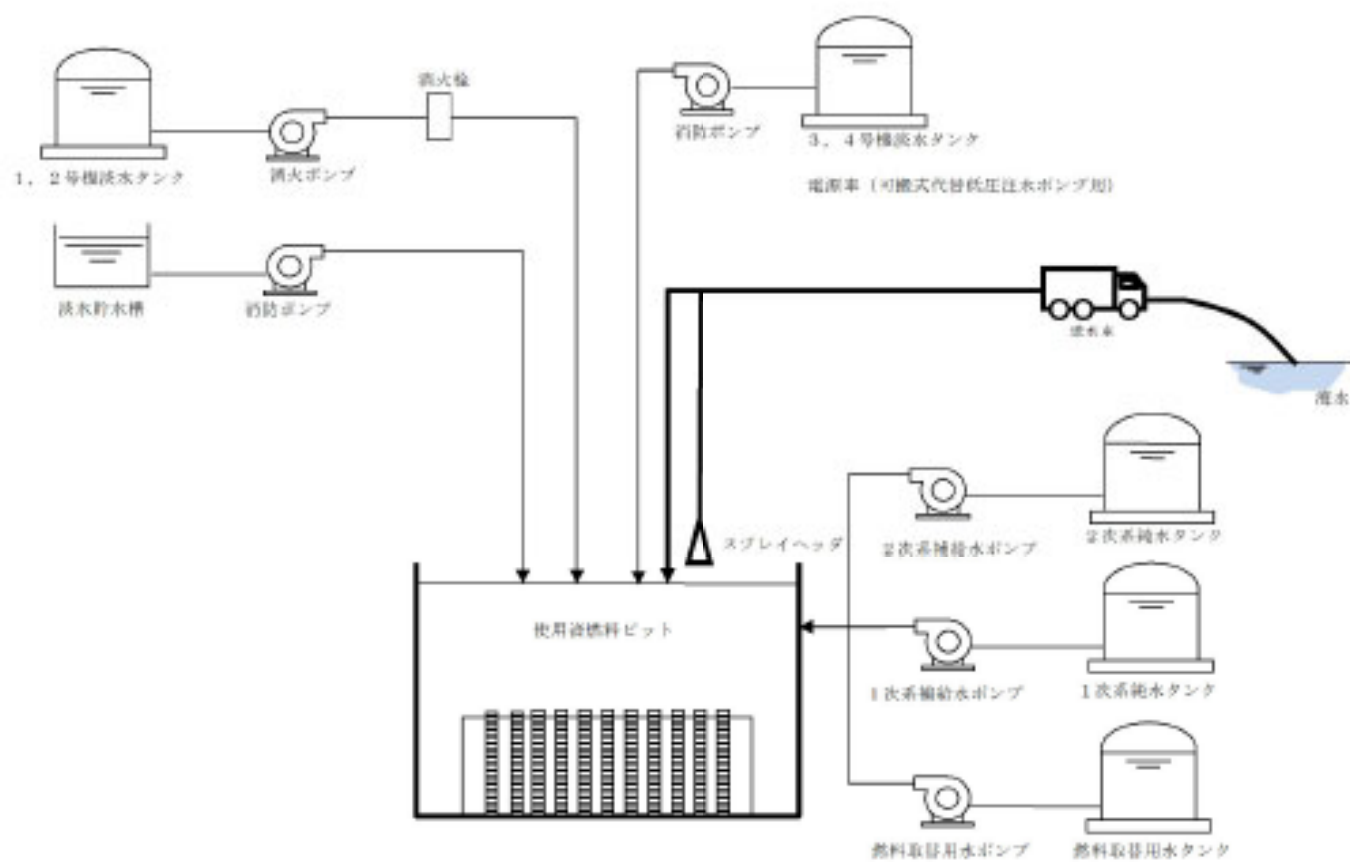 消火栓
消防ポンプ
3，4号機淡水タンク
1，2号機淡水タンク
消火ポンプ
電源車（可搬式代替低圧注水ポンプ用）
淡水貯水槽
消防ポンプ
送水車
海水
スプレイヘッダ
2次系補給水ポンプ
2次系純水タンク
使用済燃料ピット
1次系補給水ポンプ
1次系純水タンク
燃料取替用水ポンプ
燃料取替用水タンク